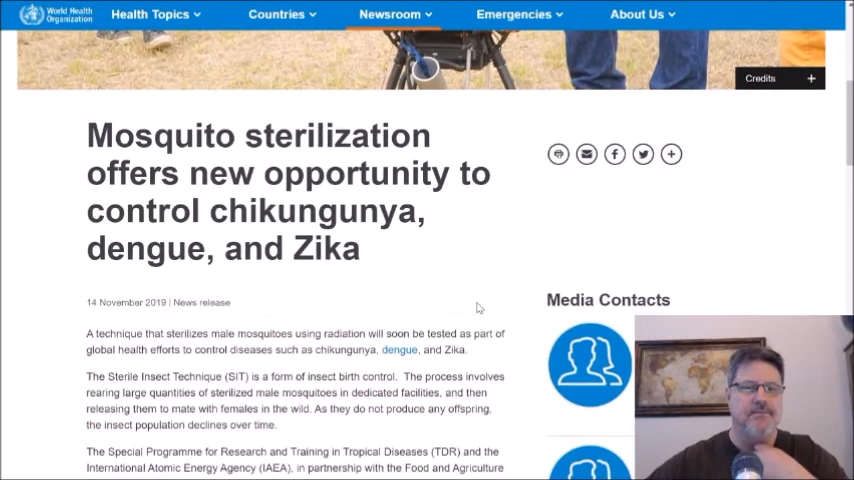 World Health
Organization
Health Topics
Countries
Newsroom
Emergencies
About Us
Credits +
Mosquito sterilization
offers new opportunity to
control chikungunya,
dengue, and Zika
14 November 2019 | News release
Media Contacts
A technique that sterilizes male mosquitoes using radiation will soon be tested as part of
global health efforts to control diseases such as chikungunya, dengue, and Zika.
The Sterile Insect Technique (SIT) is a form of insect birth control. The process involves
rearing large quantities of sterilized male mosquitoes in dedicated facilities, and then
releasing them to mate with females in the wild. As they do not produce any offspring,
the insect population declines over time.
The Special Programme for Research and Training in Tropical Diseases (TDR) and the
International Atomic Energy Agency (IAEA), in partnership with the Food and Agriculture